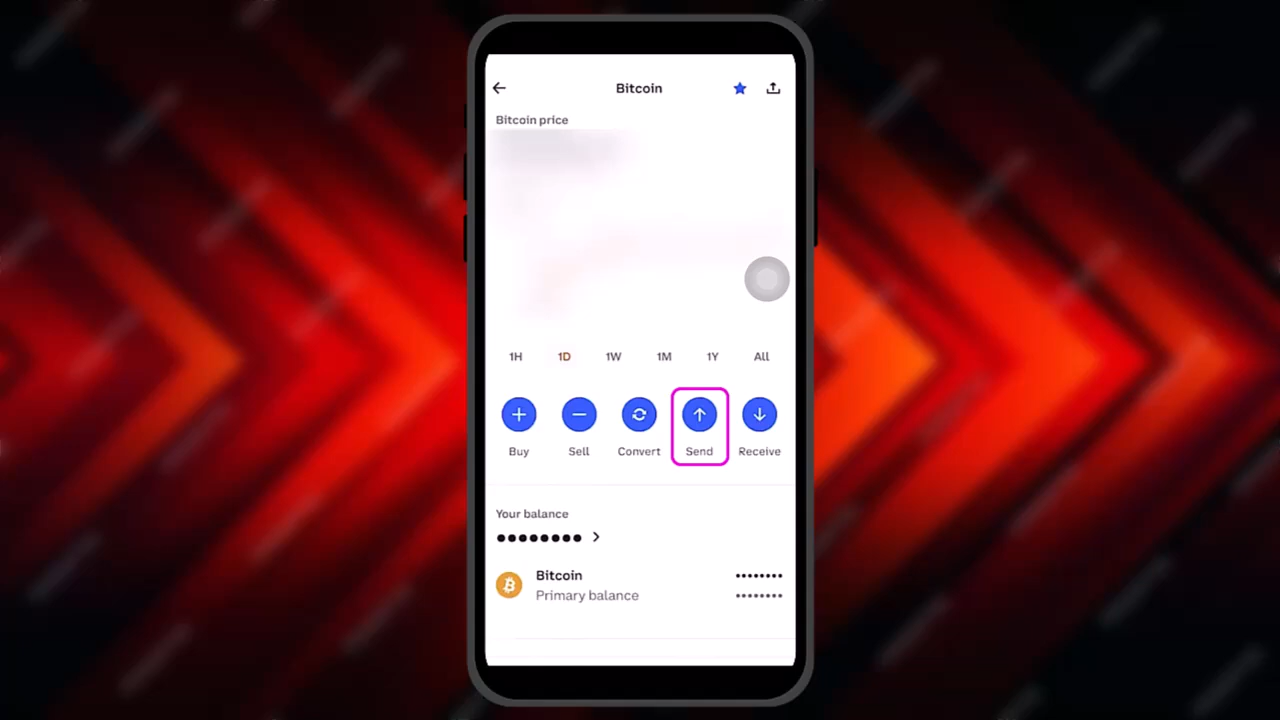 Bitcoin
Bitcoin price
1H 1D 1W 1M 1Y All
Buy Sell Convert Send Receive
Your balance
Bitcoin
Primary balance